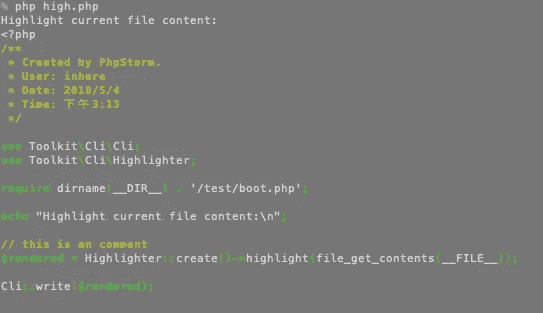 % php high.php
Highlight current file content:
<?php
/**
 * Created by PhpStorm.
 * User: inhere
 * Date: 2018/5/4
 * Time: 下午3:13
 */
use Toolkit\Cli\Cli;
use Toolkit\Cli\Highlighter;
require dirname(__DIR__) . '/test/boot.php';
echo "Highlight current file content:\n";
// this is an comment
$rendered = Highlighter::create()->highlight(file_get_contents(__FILE__));
Cli::write($rendered);